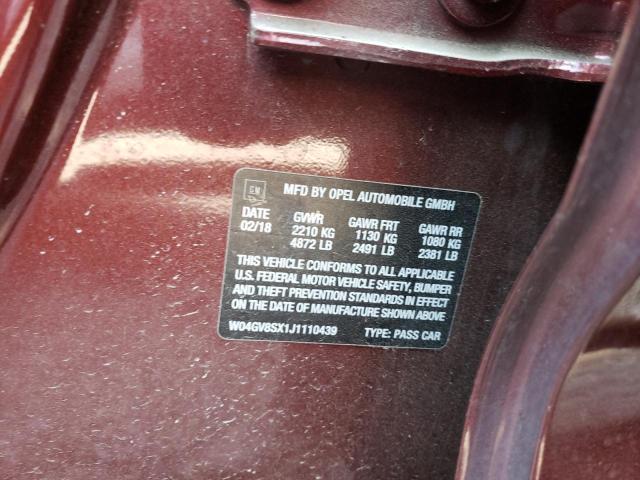 GM
MFD BY OPEL AUTOMOBILE GMBH
DATE GVWR GAWR FRT GAWR RR
02/18 2210 KG 1130 KG 1080 KG
4872 LB 2491 LB 2381 LB
THIS VEHICLE CONFORMS TO ALL APPLICABLE
U.S. FEDERAL MOTOR VEHICLE SAFETY, BUMPER
AND THEFT PREVENTION STANDARDS IN EFFECT
ON THE DATE OF MANUFACTURE SHOWN ABOVE
W04GV8SX1J1110439 TYPE: PASS CAR